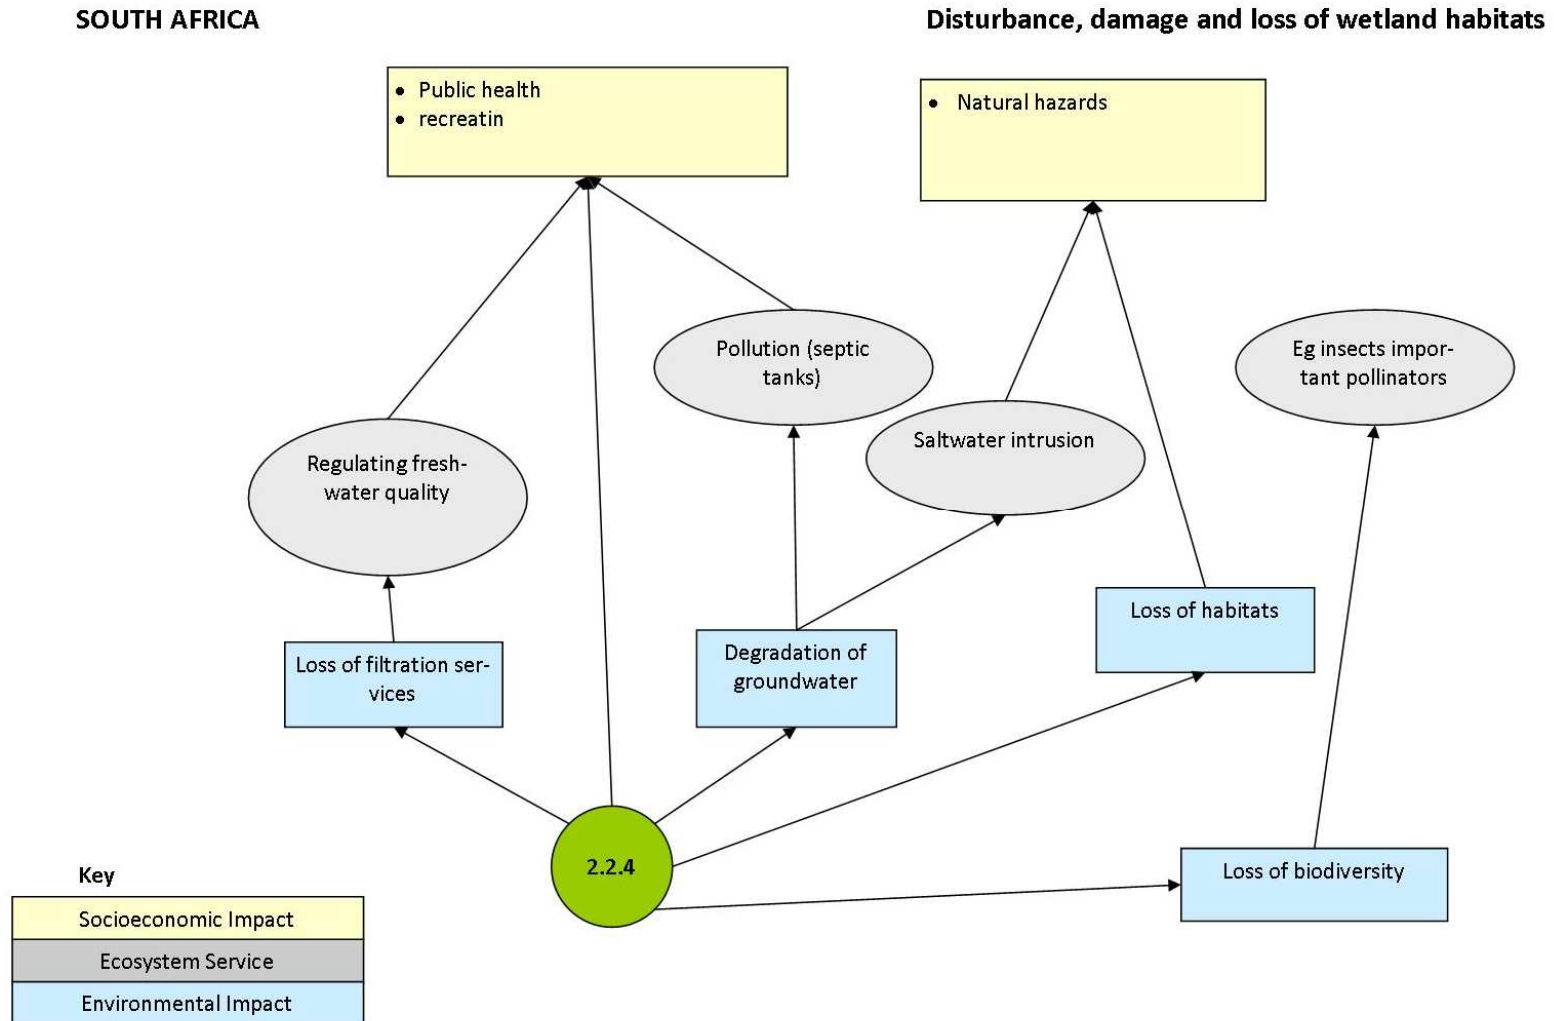 SOUTH AFRICA
Disturbance, damage and loss of wetland habitats
• Public health
• recreatin
• Natural hazards
Pollution (septic
tanks)
Eg insects impor-
tant pollinators
Saltwater intrusion
Regulating fresh-
water quality
Loss of habitats
Loss of filtration ser-
vices
Degradation of
groundwater
2.2.4
Loss of biodiversity
Key
Socioeconomic Impact
Ecosystem Service
Environmental Impact